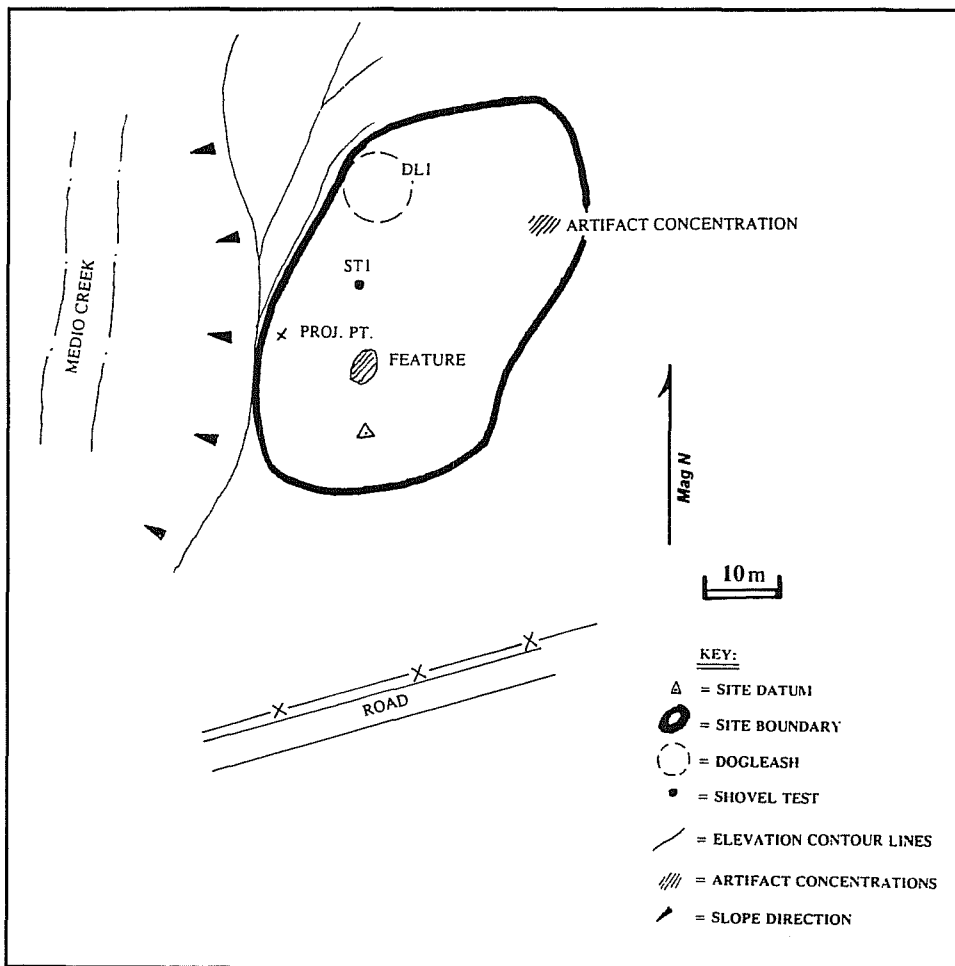 DL1
ARTIFACT CONCENTRATION
ST1
MEDIO CREEK
PROJ. PT.
FEATURE
Mag N
10 m
ROAD
KEY:
= SITE DATUM
= SITE BOUNDARY
= DOGLEASH
= SHOVEL TEST
= ELEVATION CONTOUR LINES
= ARTIFACT CONCENTRATIONS
= SLOPE DIRECTION